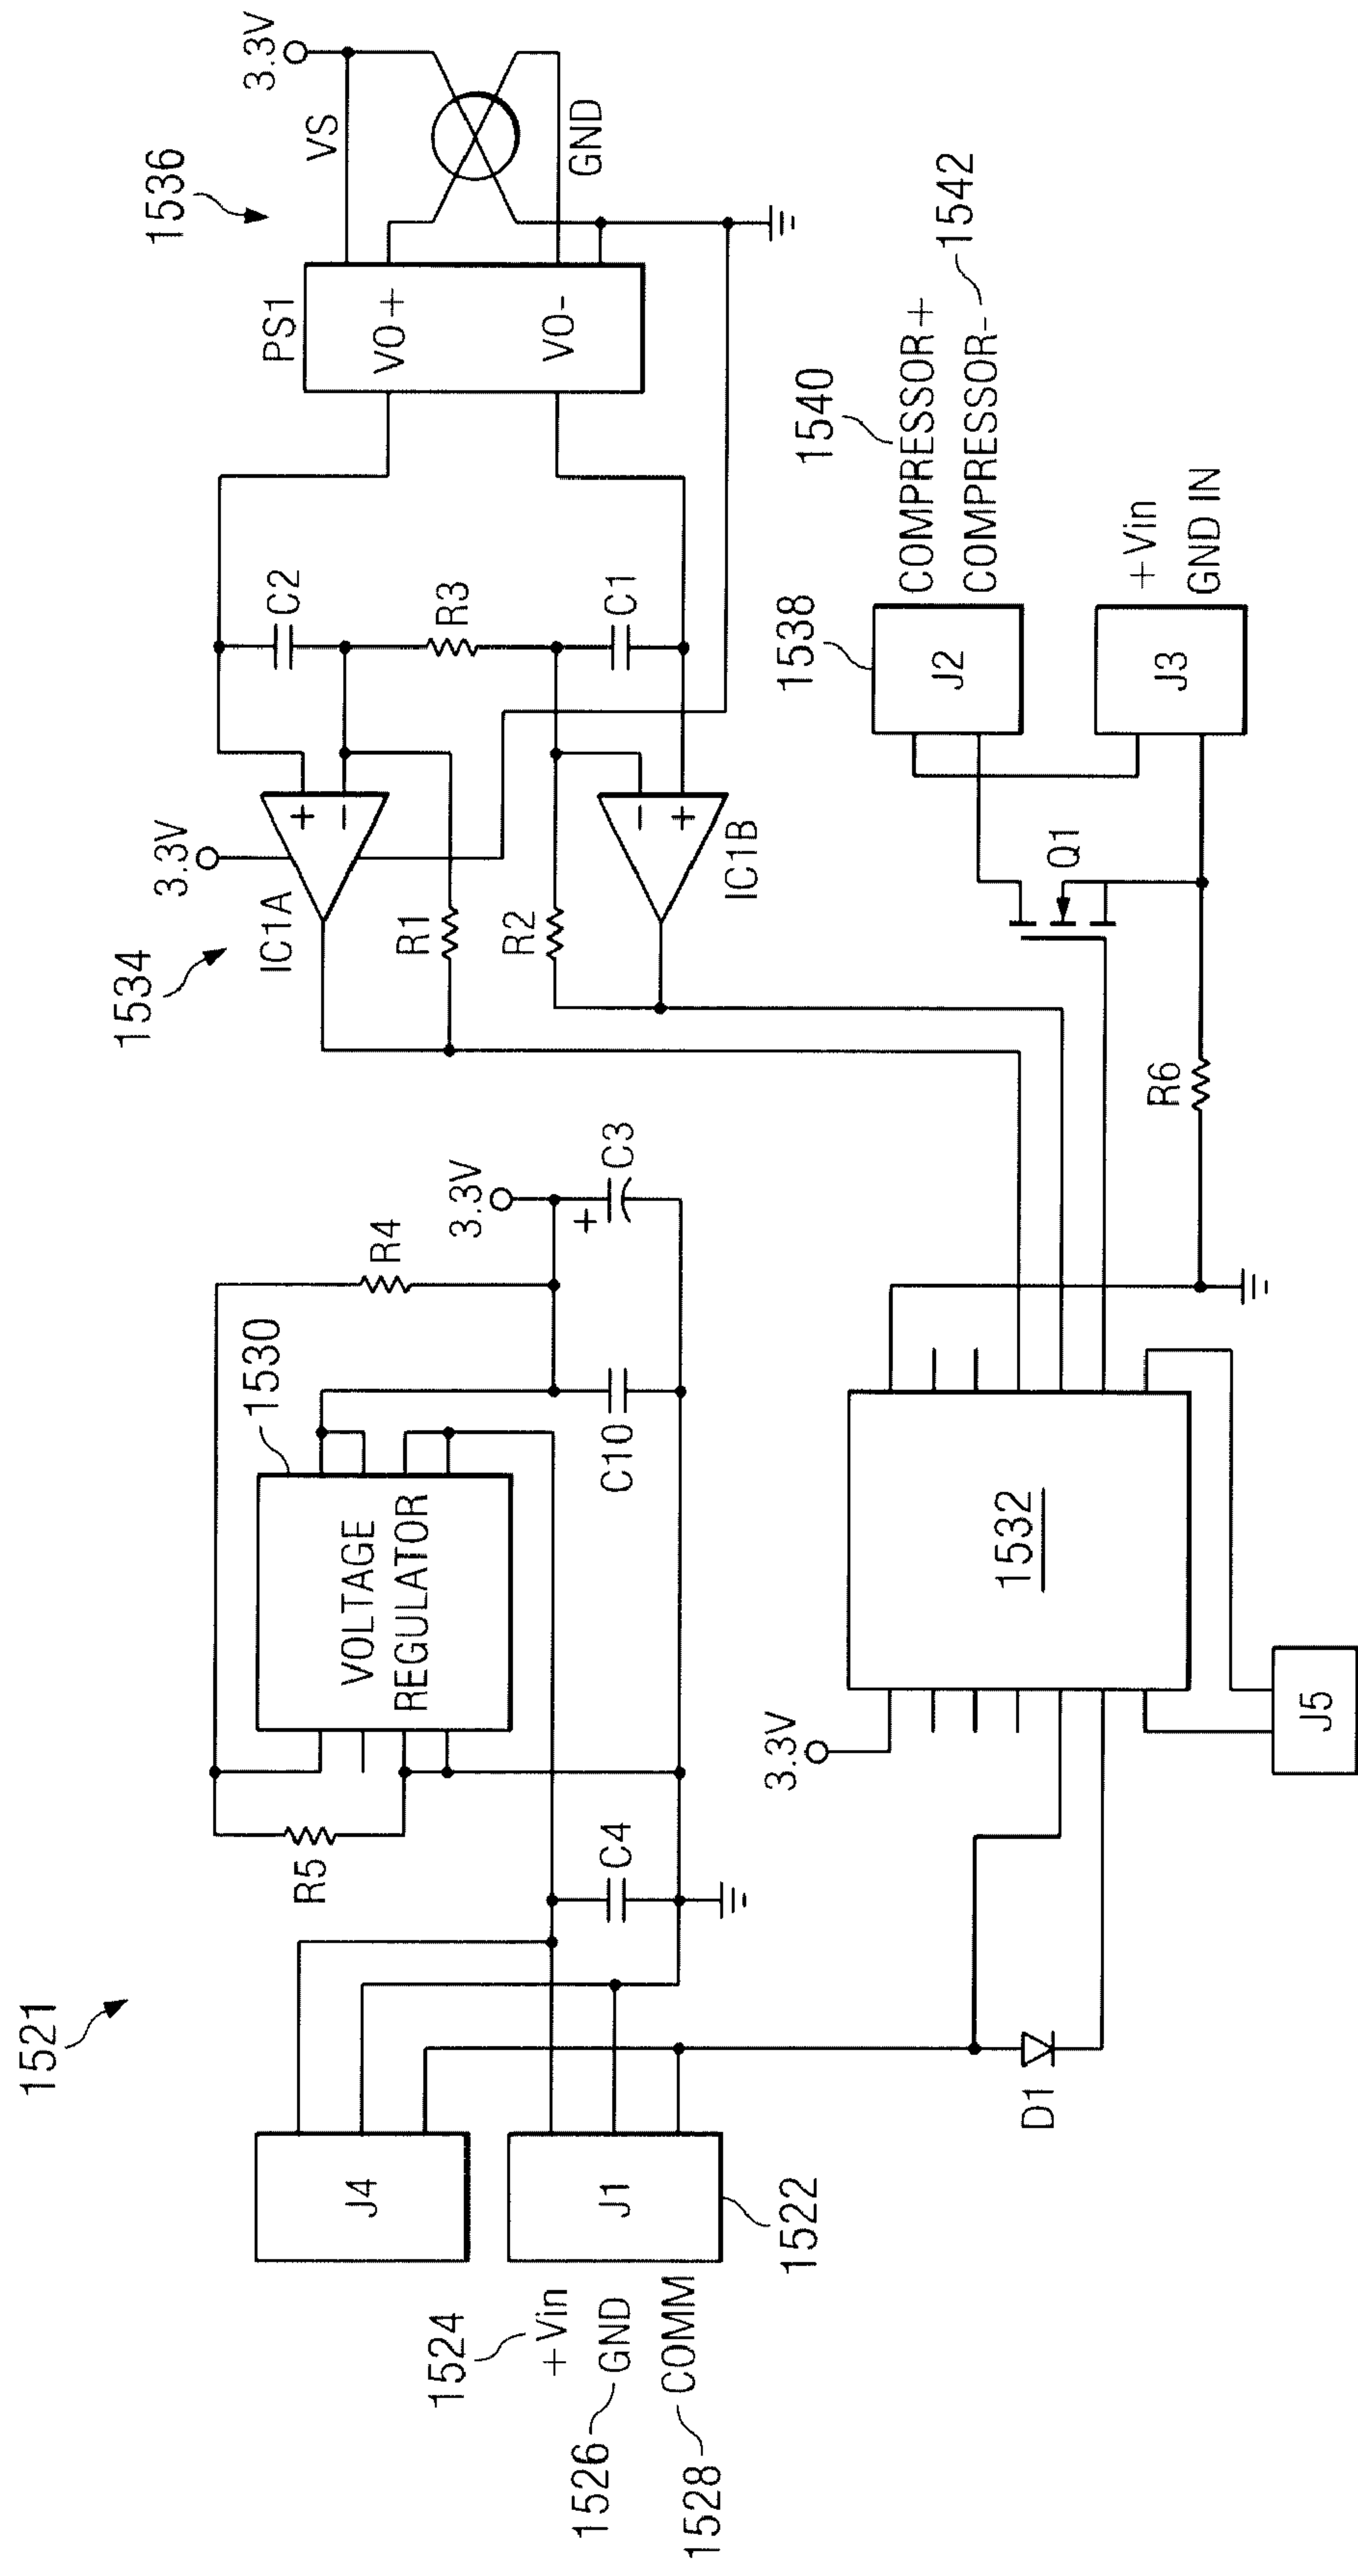 1521
J4
J1
1522
1524
+Vin
1526
GND
1528
COMM
R5
VOLTAGE
REGULATOR
1530
R4
3.3V
C4
C10
+
C3
1534
3.3V
IC1A
+
−
R1
R2
−
+
IC1B
C2
R3
C1
1536
PS1
VO+
VO-
VS
GND
3.3V
D1
3.3V
1532
J5
R6
Q1
1538
J2
1540
COMPRESSOR+
COMPRESSOR-
1542
J3
+Vin
GND IN